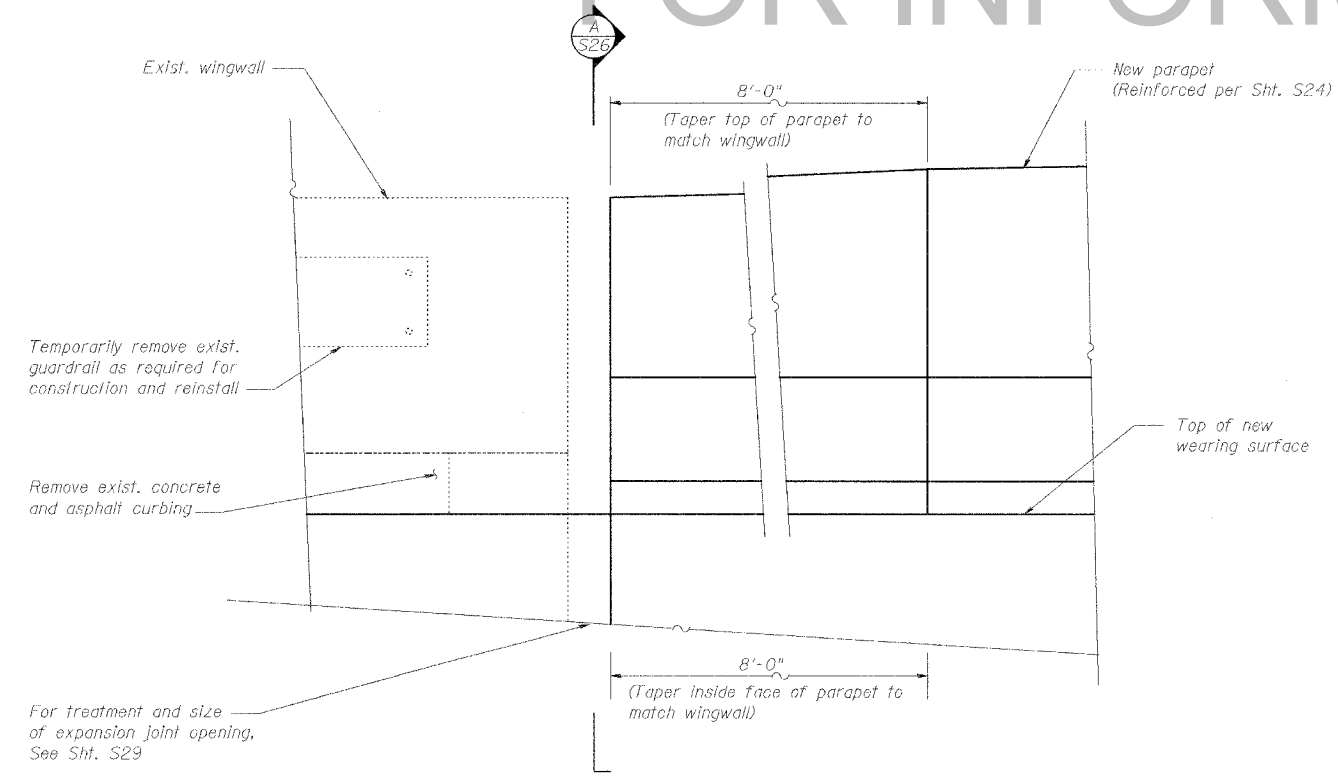 FOR INFORM
A
S26
Exist. wingwall
8'-0"
(Taper top of parapet to
match wingwall)
New parapet
(Reinforced per Sht. S24)
Temporarily remove exist.
guardrail as required for
construction and reinstall
Top of new
wearing surface
Remove exist. concrete
and asphalt curbing
8'-0"
(Taper inside face of parapet to
match wingwall)
For treatment and size
of expansion joint opening,
See Sht. S29